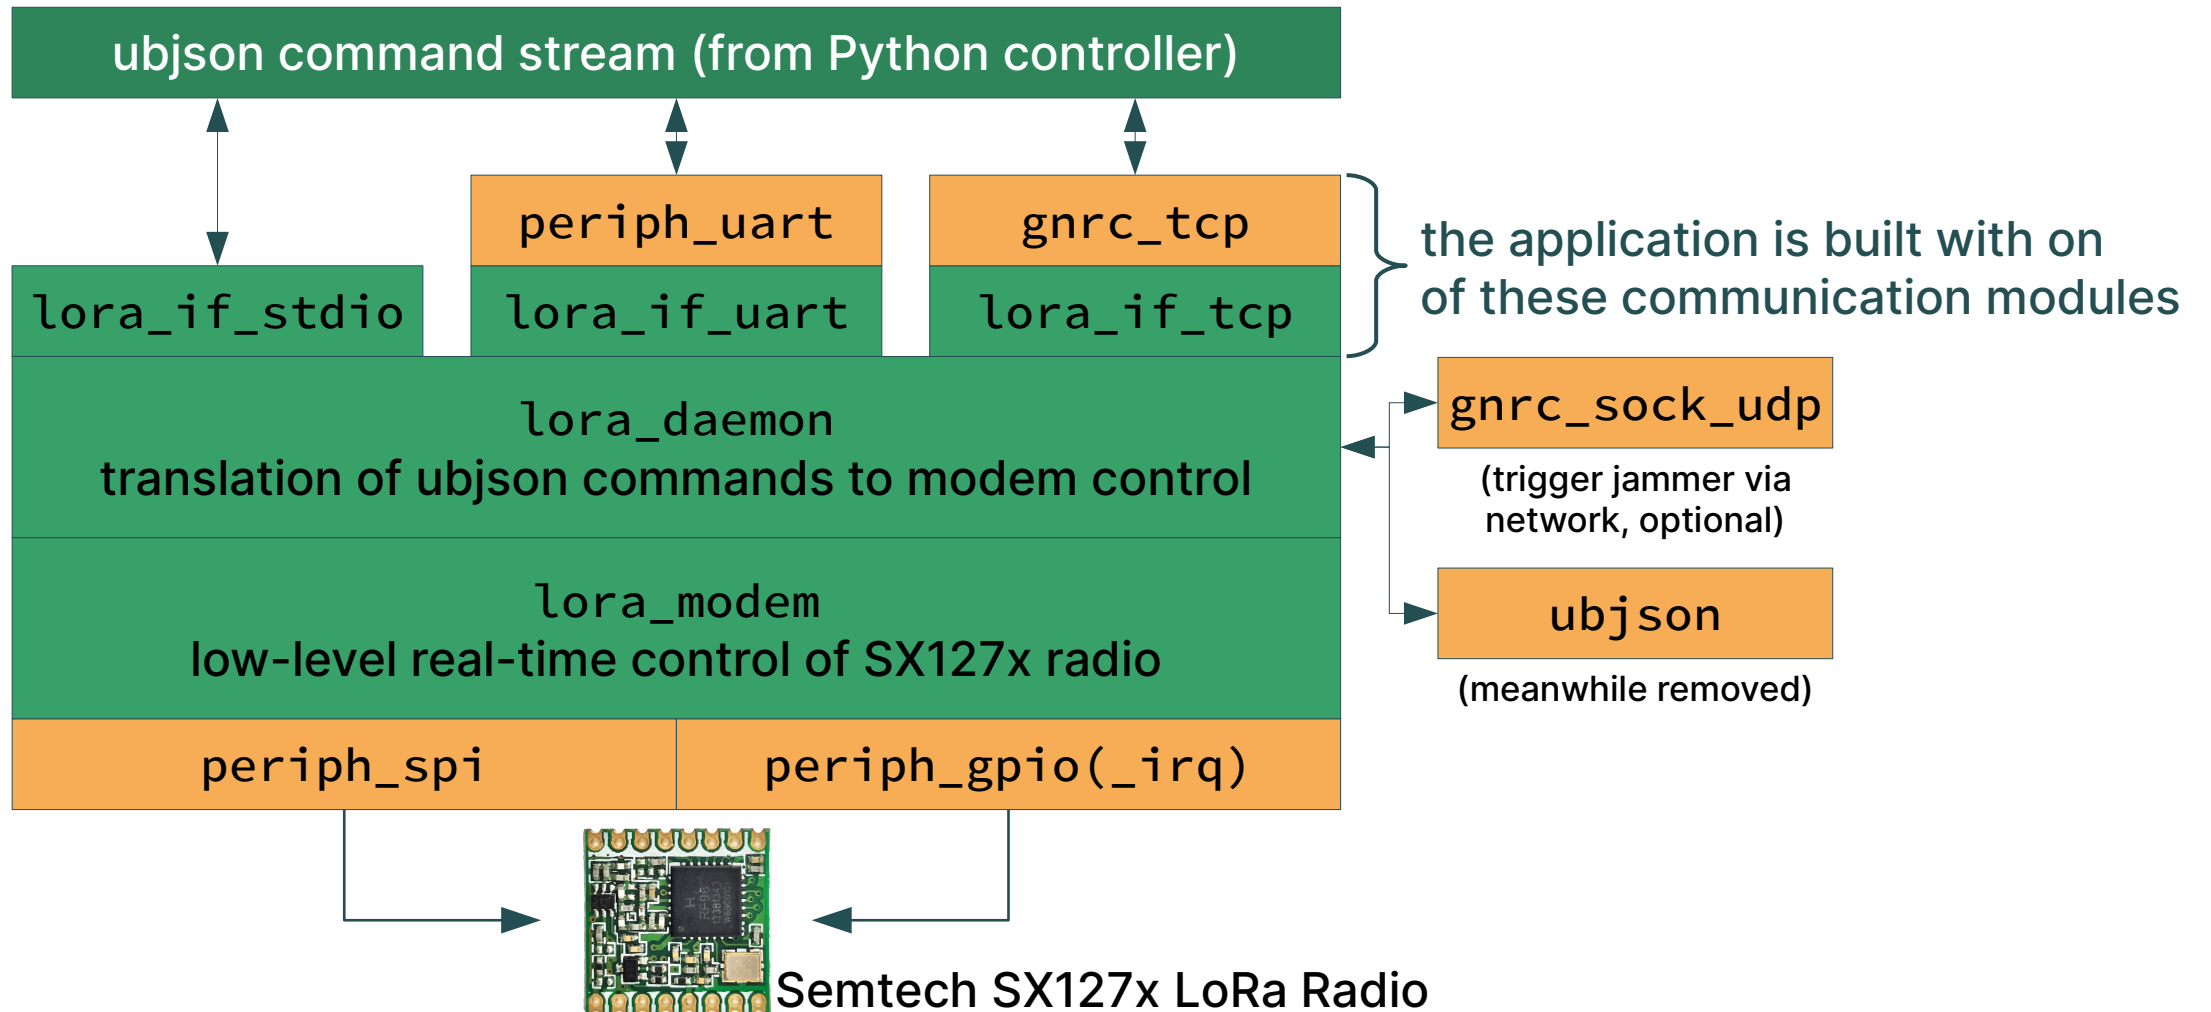 ubjson command stream (from Python controller)
periph_uart
gnrc_tcp
the application is built with on
of these communication modules
lora_if_stdio
lora_if_uart
lora_if_tcp
lora_daemon
translation of ubjson commands to modem control
gnrc_sock_udp
(trigger jammer via
network, optional)
lora_modem
low-level real-time control of SX127x radio
ubjson
(meanwhile removed)
periph_spi
periph_gpio(_irq)
RF96
Semtech SX127x LoRa Radio